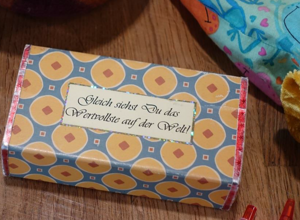 Gleich siehst Du das
Wertvollste auf der Welt!